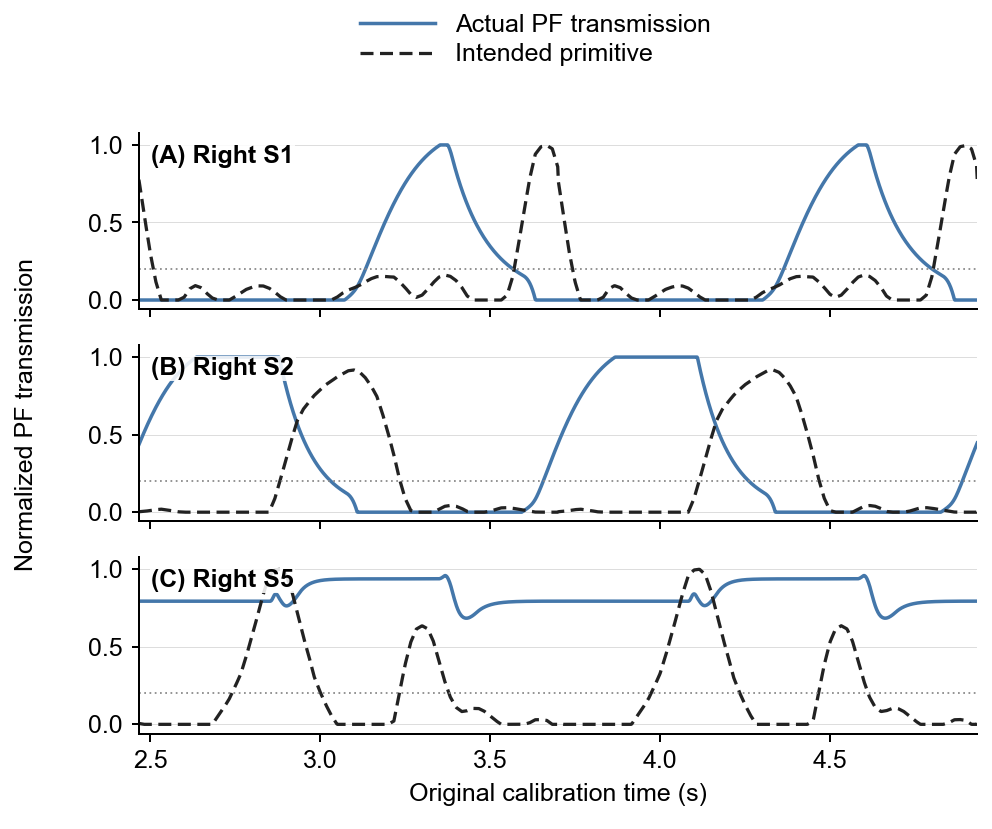 Actual PF transmission
Intended primitive
Normalized PF transmission
(A) Right S1
1.0
0.5
0.0
(B) Right S2
1.0
0.5
0.0
(C) Right S5
1.0
0.5
0.0
2.5 3.0 3.5 4.0 4.5
Original calibration time (s)